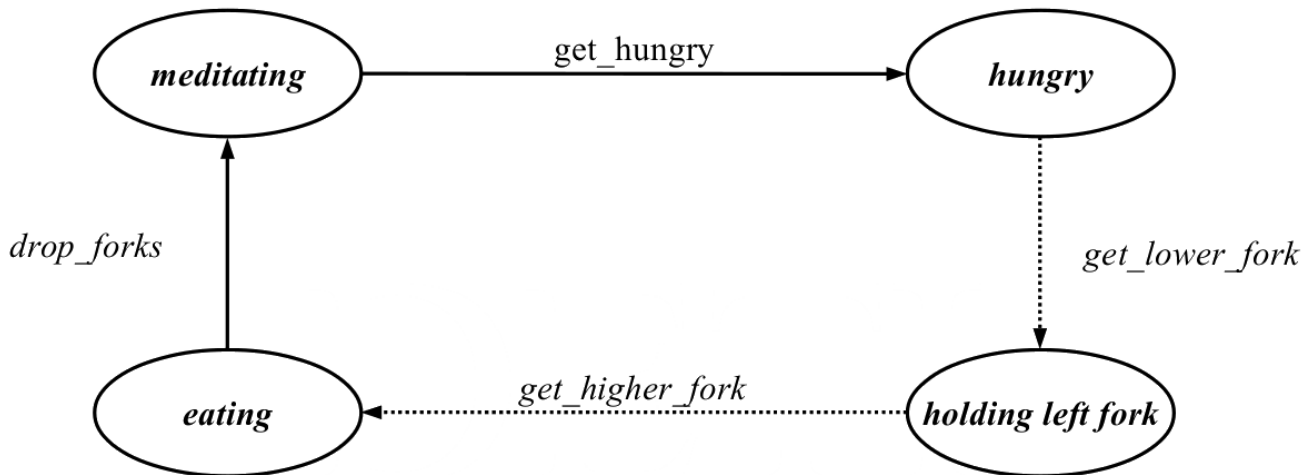 meditating
get_hungry
hungry
drop_forks
get_lower_fork
eating
get_higher_fork
holding left fork